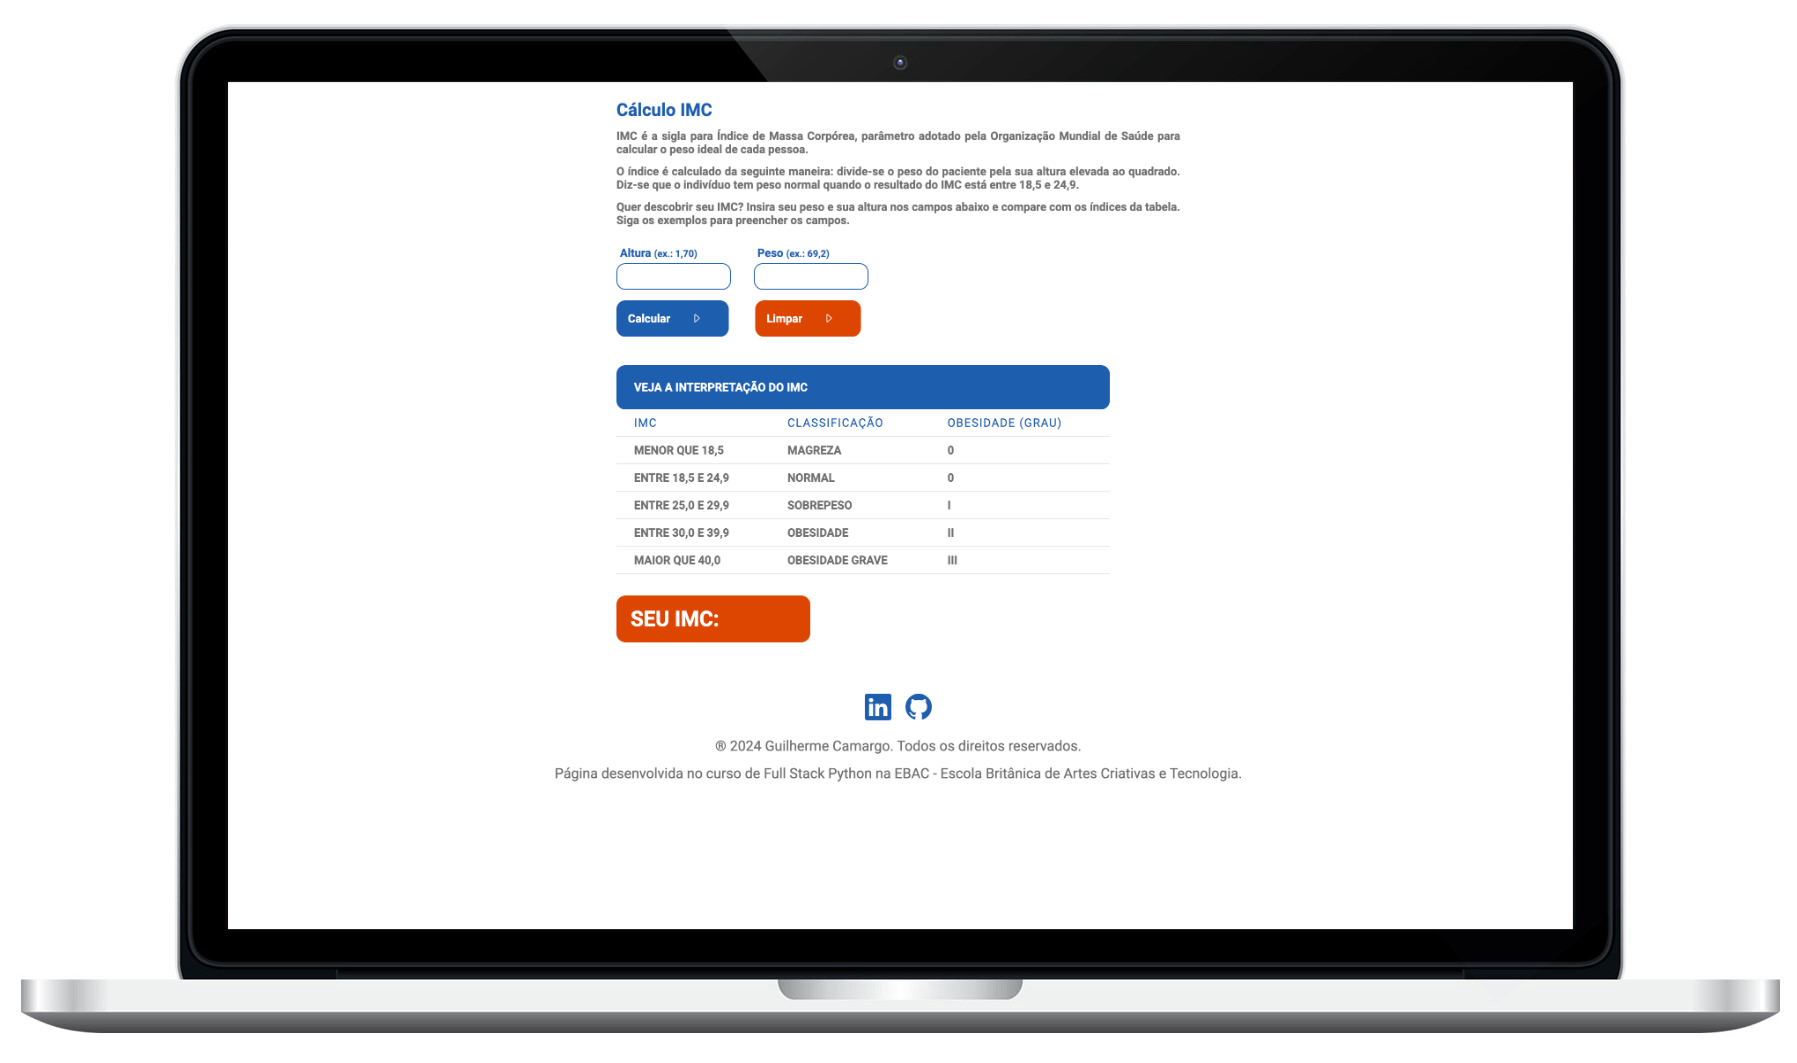 Cálculo IMC
IMC é a sigla para Índice de Massa Corpórea, parâmetro adotado pela Organização Mundial de Saúde para
calcular o peso ideal de cada pessoa.
O índice é calculado da seguinte maneira: divide-se o peso do paciente pela sua altura elevada ao quadrado.
Diz-se que o indivíduo tem peso normal quando o resultado do IMC está entre 18,5 e 24,9.
Quer descobrir seu IMC? Insira seu peso e sua altura nos campos abaixo e compare com os índices da tabela.
Siga os exemplos para preencher os campos.
Altura (ex.: 1,70) Peso (ex.: 69,2)
Calcular Limpar
VEJA A INTERPRETAÇÃO DO IMC
IMC CLASSIFICAÇÃO OBESIDADE (GRAU)
MENOR QUE 18,5 MAGREZA 0
ENTRE 18,5 E 24,9 NORMAL 0
ENTRE 25,0 E 29,9 SOBREPESO I
ENTRE 30,0 E 39,9 OBESIDADE II
MAIOR QUE 40,0 OBESIDADE GRAVE III
SEU IMC:
in
® 2024 Guilherme Camargo. Todos os direitos reservados.
Página desenvolvida no curso de Full Stack Python na EBAC - Escola Britânica de Artes Criativas e Tecnologia.